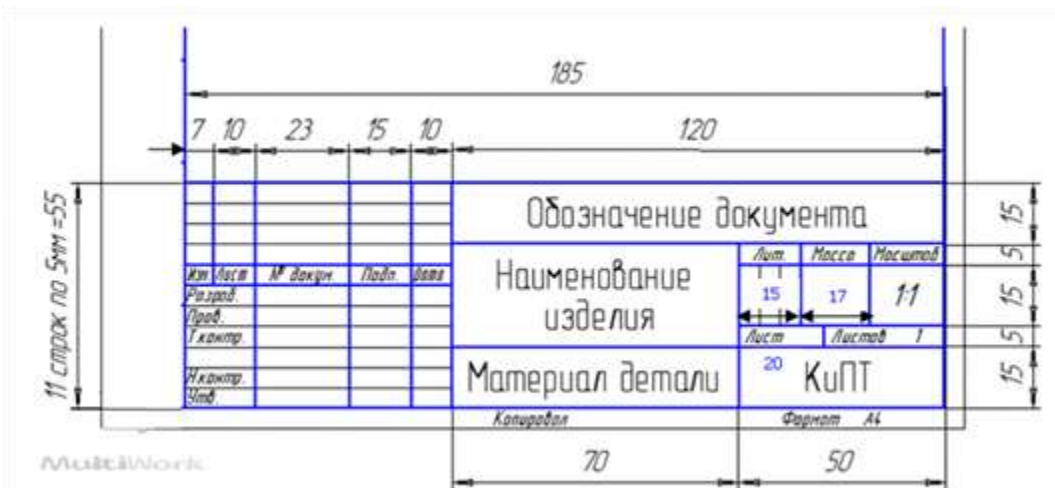 185
7 10 23 15 10 120
11 строк по 5мм =55
Обозначение документа
15
Лит. Масса Масштаб
5
Изм Лист № докум. Подп. Дата
Наименование
изделия
Разраб.
15 17 1:1
15
Пров.
Т.контр.
Лист Листов 1
5
Материал детали
20
КиПТ
15
Н.контр.
Утв.
Копировал Формат А4
MultiWork
70 50